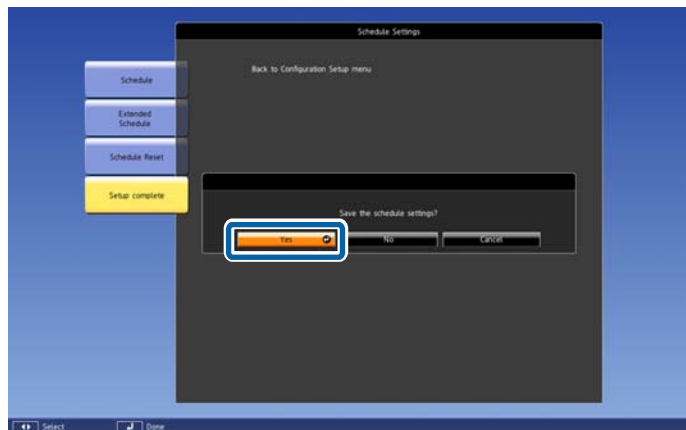 Schedule Settings
Back to Configuration Setup menu
Schedule
Extended
Schedule
Schedule Reset
Setup complete
Save the schedule settings?
Yes
No
Cancel
Select
Done